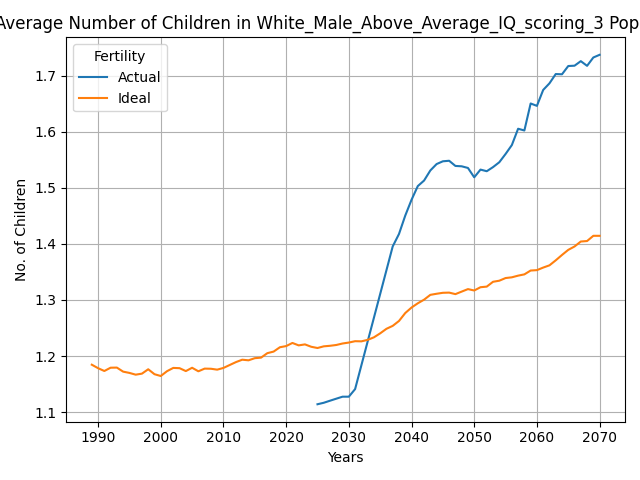 Average Number of Children in White_Male_Above_Average_IQ_scoring_3 Pop
Fertility
Actual
Ideal
1.7
1.6
1.5
1.4
1.3
1.2
1.1
No. of Children
1990 2000 2010 2020 2030 2040 2050 2060 2070
Years